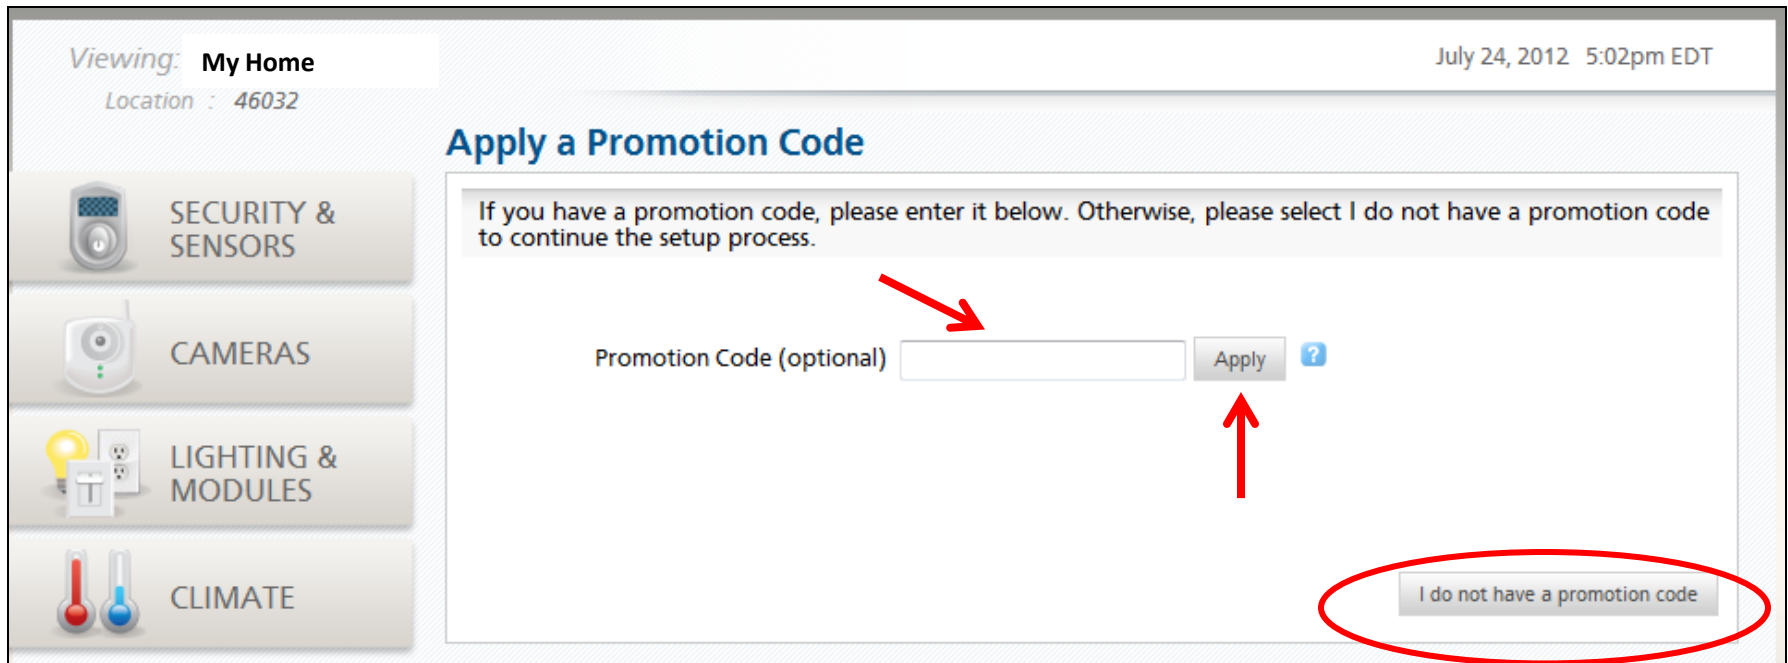 Viewing: My Home
July 24, 2012 5:02pm EDT
Location : 46032
Apply a Promotion Code
SECURITY &
SENSORS
CAMERAS
LIGHTING &
MODULES
CLIMATE
If you have a promotion code, please enter it below. Otherwise, please select I do not have a promotion code
to continue the setup process.
Promotion Code (optional) Apply ?
I do not have a promotion code